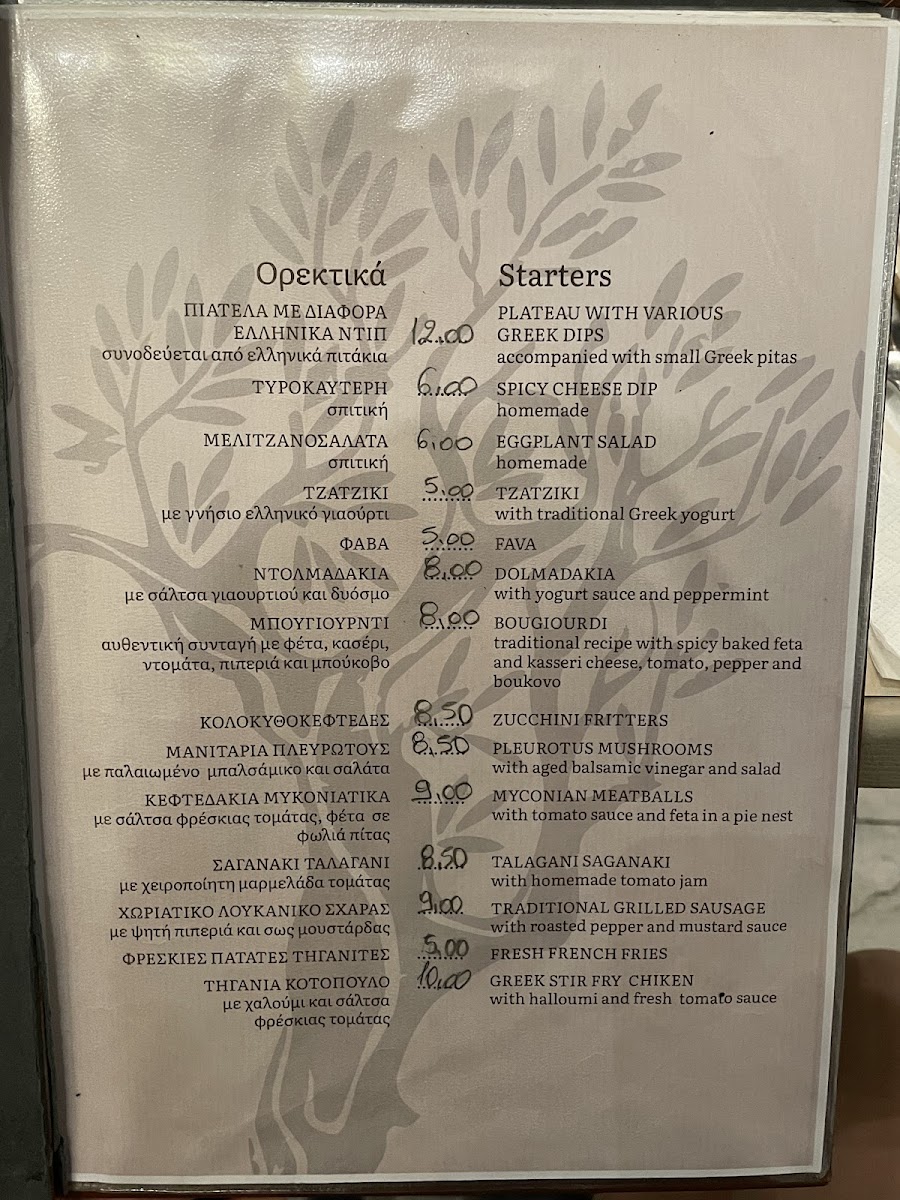 Ορεκτικά Starters
ΠΙΑΤΕΛΑ ΜΕ ΔΙΑΦΟΡΑ PLATEAU WITH VARIOUS
ΕΛΛΗΝΙΚΑ ΝΤΙΠ 12.00 GREEK DIPS
συνοδεύεται από ελληνικά πιτάκια accompanied with small Greek pitas
ΤΥΡΟΚΑΥΤΕΡΗ 6,00 SPICY CHEESE DIP
σπιτική homemade
ΜΕΛΙΤΖΑΝΟΣΑΛΑΤΑ 6,00 EGGPLANT SALAD
σπιτική homemade
ΤΖΑΤΖΙΚΙ 5,00 TZATZIKI
με γνήσιο ελληνικό γιαούρτι with traditional Greek yogurt
ΦΑΒΑ 5,00 FAVA
ΝΤΟΛΜΑΔΑΚΙΑ 8,00 DOLMADAKIA
με σάλτσα γιαουρτιού και δυόσμο with yogurt sauce and peppermint
ΜΠΟΥΓΙΟΥΡΝΤΙ 8,00 BOUGIOURDI
αυθεντική συνταγή με φέτα, κασέρι, traditional recipe with spicy baked feta
ντομάτα, πιπεριά και μπούκοβο and kasseri cheese, tomato, pepper and
boukovo
ΚΟΛΟΚΥΘΟΚΕΦΤΕΔΕΣ 8,50 ZUCCHINI FRITTERS
ΜΑΝΙΤΑΡΙΑ ΠΛΕΥΡΩΤΟΥΣ 8,50 PLEUROTUS MUSHROOMS
με παλαιωμένο μπαλσάμικο και σαλάτα with aged balsamic vinegar and salad
ΚΕΦΤΕΔΑΚΙΑ ΜΥΚΟΝΙΑΤΙΚΑ 9,00 MYCONIAN MEATBALLS
με σάλτσα φρέσκιας τομάτας, φέτα σε with tomato sauce and feta in a pie nest
φωλιά πίτας
ΣΑΓΑΝΑΚΙ ΤΑΛΑΓΑΝΙ 8,50 TALAGANI SAGANAKI
με χειροποίητη μαρμελάδα τομάτας with homemade tomato jam
ΧΩΡΙΑΤΙΚΟ ΛΟΥΚΑΝΙΚΟ ΣΧΑΡΑΣ 9,00 TRADITIONAL GRILLED SAUSAGE
με ψητή πιπεριά και σως μουστάρδας with roasted pepper and mustard sauce
ΦΡΕΣΚΙΕΣ ΠΑΤΑΤΕΣ ΤΗΓΑΝΙΤΕΣ 5,00 FRESH FRENCH FRIES
ΤΗΓΑΝΙΑ ΚΟΤΟΠΟΥΛΟ 10,00 GREEK STIR FRY CHIKEN
με χαλούμι και σάλτσα with halloumi and fresh tomato sauce
φρέσκιας τομάτας